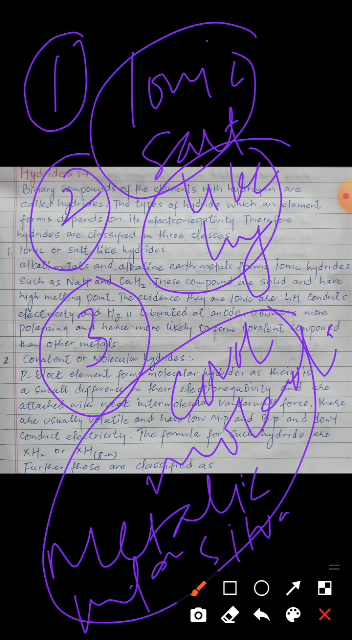 1
Ionic
salt
Hydrides :→
Binary compounds of the elements with hydrogen are
called hydrides. The types of hydride which an element
forms depends on its electronegativity. Therefore
hydrides are classified in three classes
1. Ionic or salt like hydrides
alkali metals and alkaline earth metals forms ionic hydrides
such as NaH and CaH2 These compound are solid and have
high melting point. The evidence they are ionic are LiH conducts
electricity and H2 is liberated at anode. is more
polarizing and hence more likely to form covalent compound
than other metals.
2. Covalent or Molecular hydrides :-
P-block element form molecular hydrides as there is
a small difference in their electronegativity and are
attached with weak intermolecular force, these
are usually volatile and have low M.P and B.P and don't
conduct electricity. The formula for such hydride are
XHn or XH(8-n)
Further these are classified as
Metallic